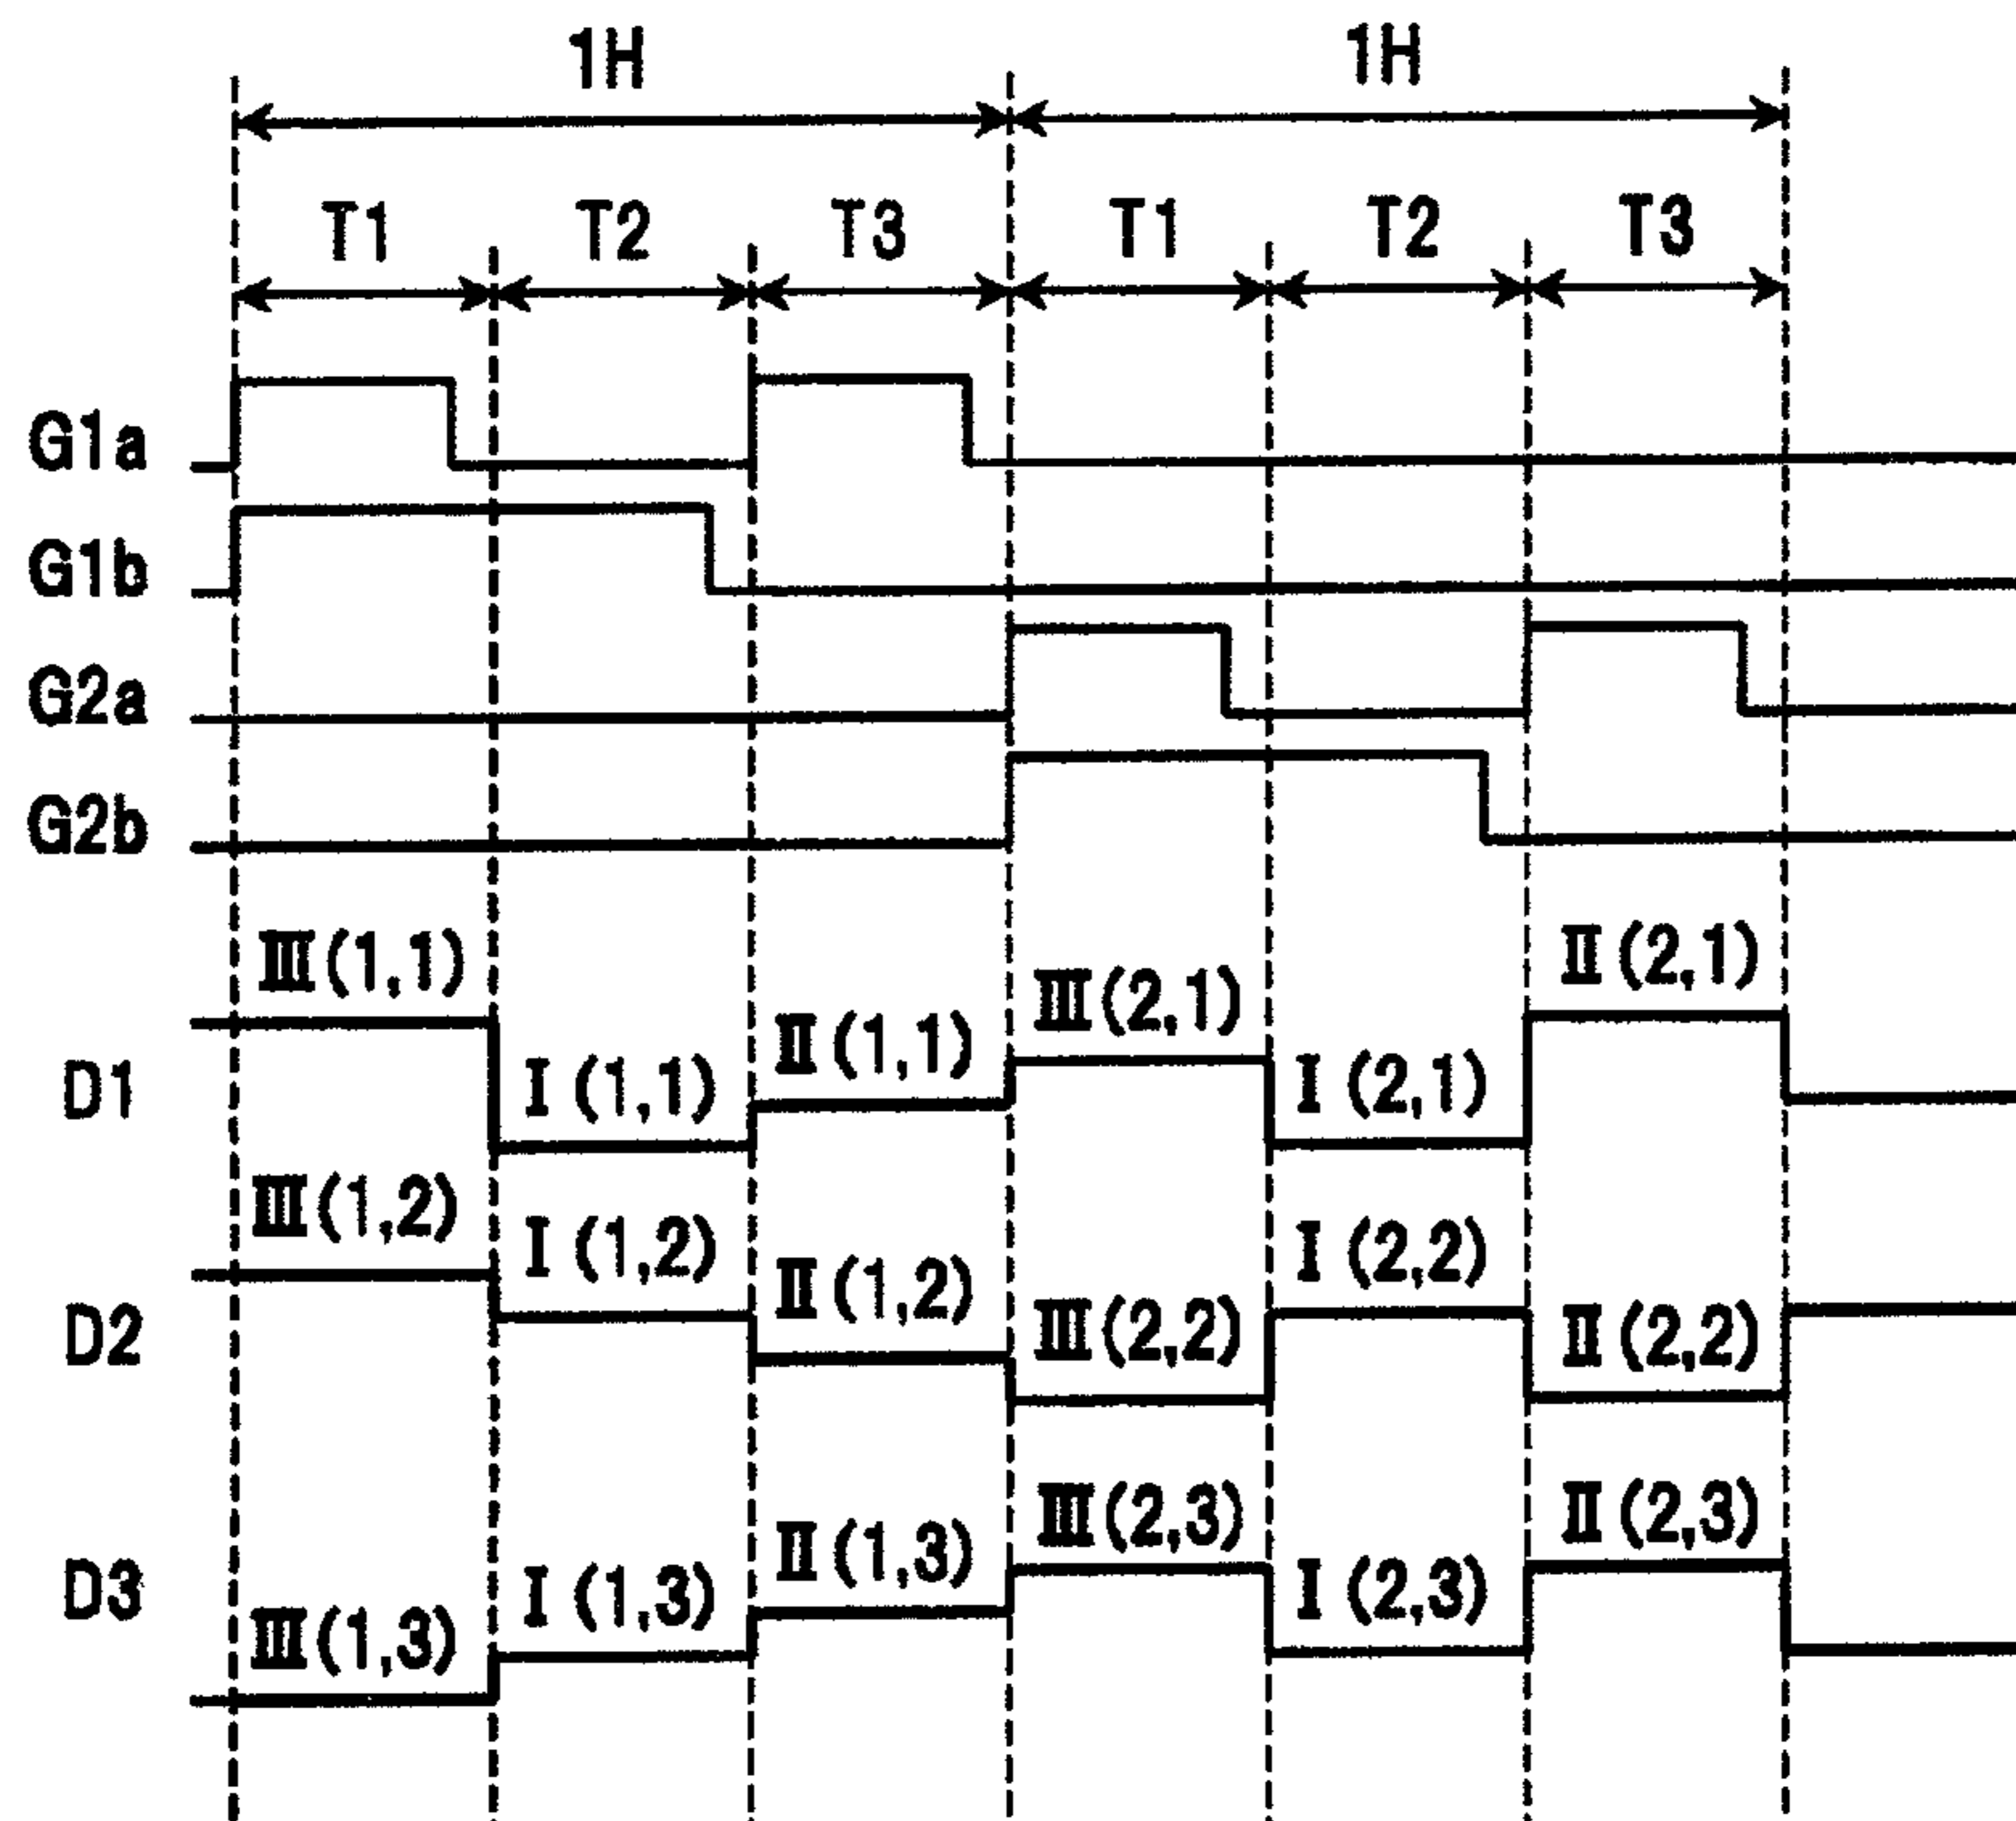 1H 1H
T1 T2 T3 T1 T2 T3
G1a
G1b
G2a
G2b
III(1,1) I(1,1) II(1,1) III(2,1) I(2,1) II(2,1)
D1
III(1,2) I(1,2) II(1,2) III(2,2) I(2,2) II(2,2)
D2
III(1,3) I(1,3) II(1,3) III(2,3) I(2,3) II(2,3)
D3